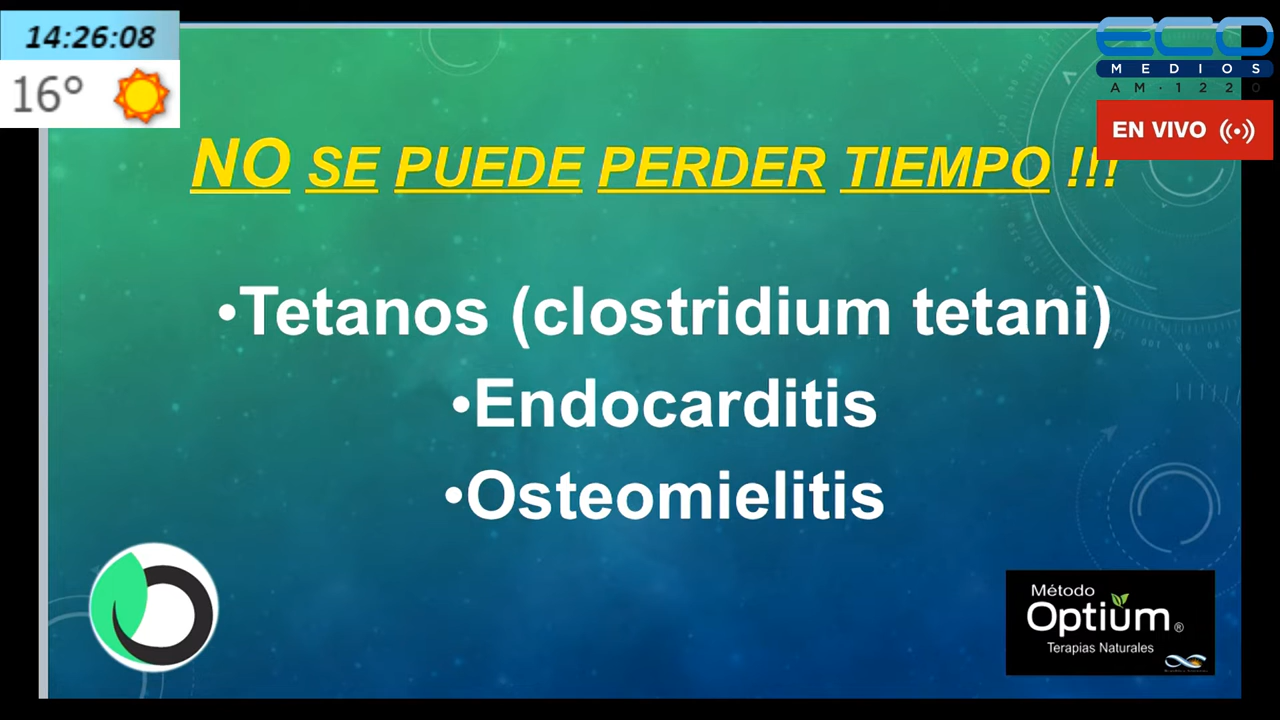 14:26:08
16°
ECO
MEDIOS
AM·1220
EN VIVO
NO SE PUEDE PERDER TIEMPO !!!
•Tetanos (clostridium tetani)
•Endocarditis
•Osteomielitis
Método
Optium®
Terapias Naturales